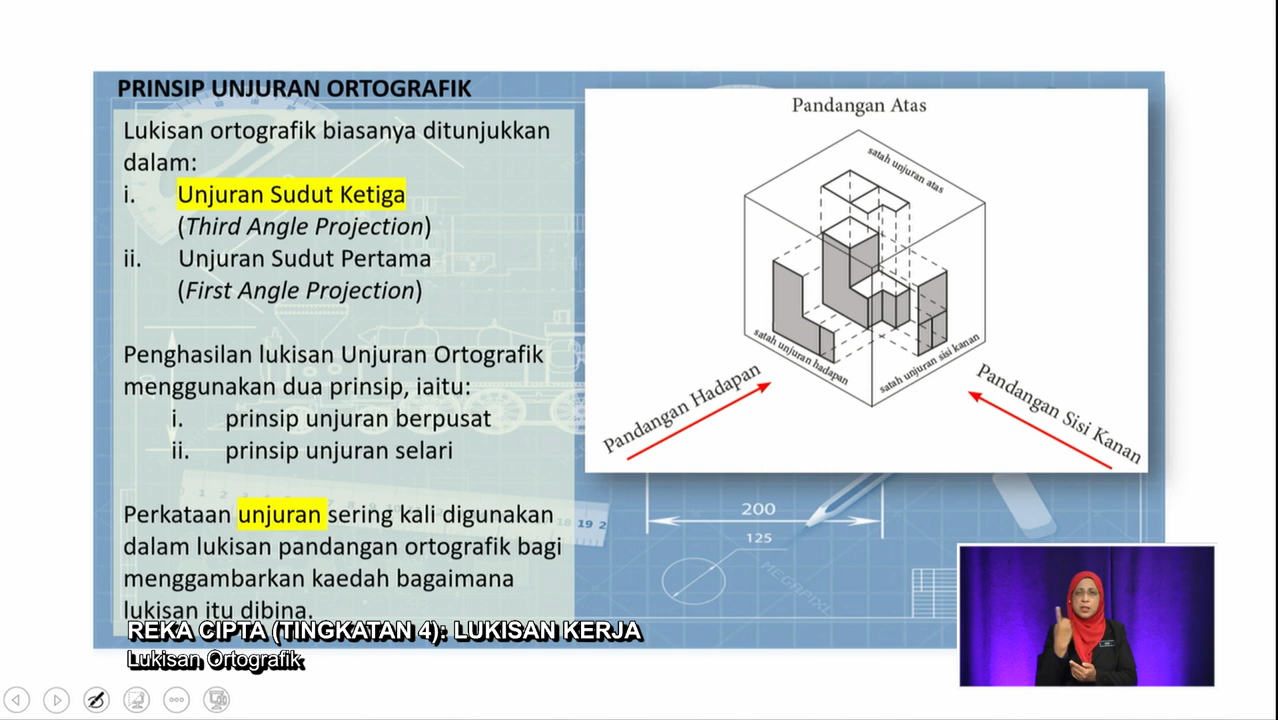 PRINSIP UNJURAN ORTOGRAFIK
Lukisan ortografik biasanya ditunjukkan
dalam:
i. Unjuran Sudut Ketiga
(Third Angle Projection)
ii. Unjuran Sudut Pertama
(First Angle Projection)
Penghasilan lukisan Unjuran Ortografik
menggunakan dua prinsip, iaitu:
i. prinsip unjuran berpusat
ii. prinsip unjuran selari
Perkataan unjuran sering kali digunakan
dalam lukisan pandangan ortografik bagi
menggambarkan kaedah bagaimana
lukisan itu dibina.
Pandangan Atas
satah unjuran atas
satah unjuran hadapan
satah unjuran sisi kanan
Pandangan Hadapan
Pandangan Sisi Kanan
200
125
MEGAPIXL
REKA CIPTA (TINGKATAN 4): LUKISAN KERJA
Lukisan Ortografik